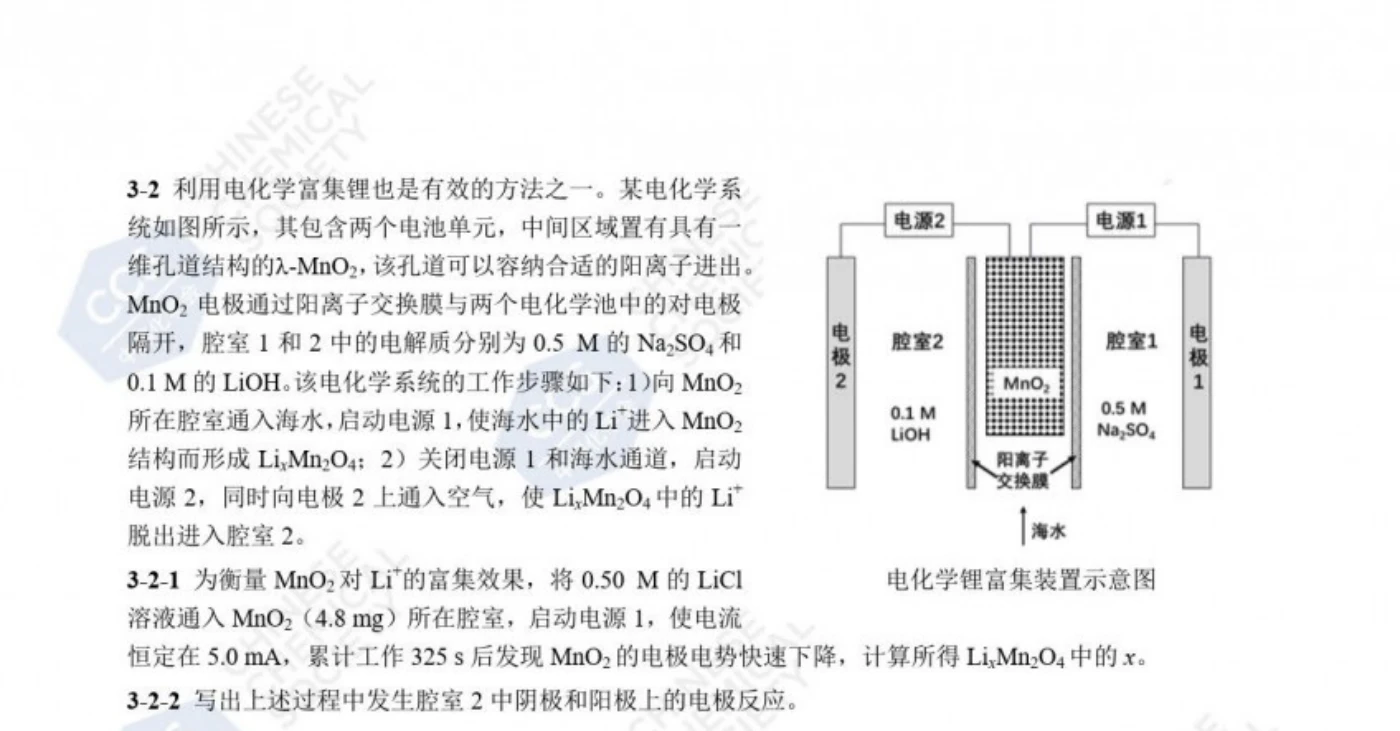 3-2 利用电化学富集锂也是有效的方法之一。某电化学系
统如图所示，其包含两个电池单元，中间区域置有具有一
维孔道结构的λ-MnO₂，该孔道可以容纳合适的阳离子进出。
MnO₂ 电极通过阳离子交换膜与两个电化学池中的对电极
隔开，腔室 1 和 2 中的电解质分别为 0.5 M 的 Na₂SO₄ 和
0.1 M 的 LiOH。该电化学系统的工作步骤如下：1)向 MnO₂
所在腔室通入海水，启动电源 1，使海水中的 Li⁺进入 MnO₂
结构而形成 LiₓMn₂O₄；2）关闭电源 1 和海水通道，启动
电源 2，同时向电极 2 上通入空气，使 LiₓMn₂O₄ 中的 Li⁺
脱出进入腔室 2。
3-2-1 为衡量 MnO₂ 对 Li⁺的富集效果，将 0.50 M 的 LiCl
溶液通入 MnO₂（4.8 mg）所在腔室，启动电源 1，使电流
恒定在 5.0 mA，累计工作 325 s 后发现 MnO₂ 的电极电势快速下降，计算所得 LiₓMn₂O₄ 中的 x。
3-2-2 写出上述过程中发生腔室 2 中阴极和阳极上的电极反应。
电源2
电源1
电极2
腔室2
0.1 M
LiOH
MnO₂
腔室1
0.5 M
Na₂SO₄
电极1
阳离子
交换膜
海水
电化学锂富集装置示意图
CHINESE
CHEMICAL
SOCIETY